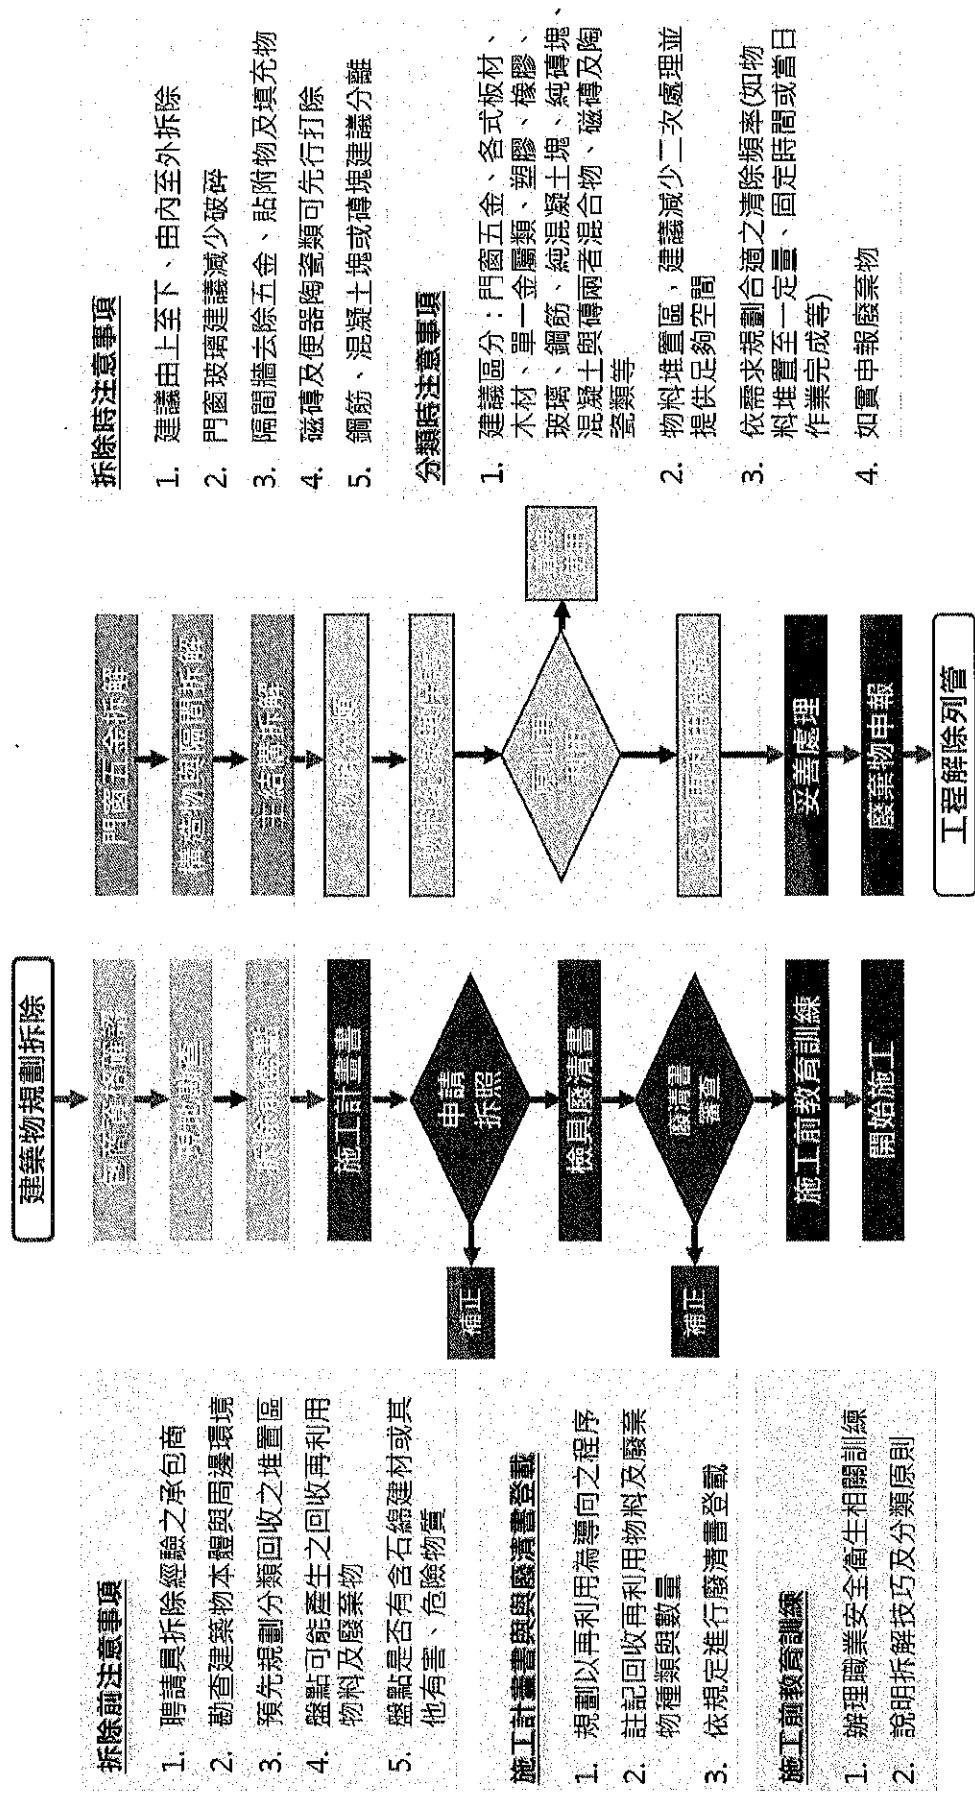 建築物規劃拆除
拆除前注意事項
1. 聘請具拆除經驗之承包商
2. 勘查建築物本體與周邊環境
3. 預先規劃分類回收之堆置區
4. 盤點可能產生之回收再利用
物料及廢棄物
5. 盤點是否有含石綿建材或其
他有害、危險物質
施工計畫書與廢清書登載
1. 規劃以再利用為導向之程序
2. 註記回收再利用物料及廢棄
物種類與數量
3. 依規定進行廢清書登載
施工前教育訓練
1. 辦理職業安全衛生相關訓練
2. 說明拆解技巧及分類原則
施工計畫書
申請
拆照
補正
檢具廢清書
廢清書
審查
補正
施工前教育訓練
開始施工
門窗五金拆解
構造物與隔間拆解
主結構拆解
妥善處理
廢棄物申報
工程解除列管
拆除時注意事項
1. 建議由上至下、由內至外拆除
2. 門窗玻璃建議減少破碎
3. 隔間牆去除五金、貼附物及填充物
4. 磁磚及便器陶瓷類可先行打除
5. 鋼筋、混凝土塊或磚塊建議分離
分類時注意事項
1. 建議區分：門窗五金、各式板材、
木材、單一金屬類、塑膠、橡膠、
玻璃、鋼筋、純混凝土塊、純磚塊、
混凝土與磚兩者混合物、磁磚及陶
瓷類等
2. 物料堆置區，建議減少二次處理並
提供足夠空間
3. 依需求規劃合適之清除頻率(如物
料堆置至一定量、固定時間或當日
作業完成等)
4. 如實申報廢棄物